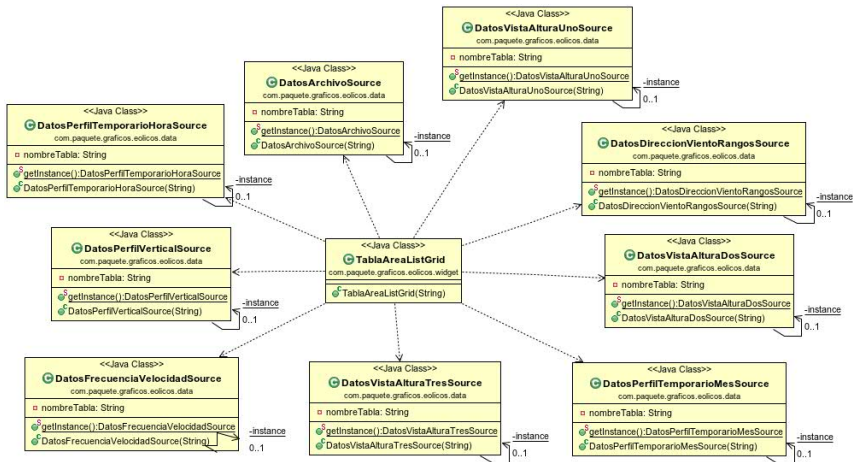 <<Java Class>>
DatosVistaAlturaUnoSource
com.paquete.graficos.eolicos.data
nombreTabla: String
getInstance():DatosVistaAlturaUnoSource
DatosVistaAlturaUnoSource(String)
-instance
0..1
<<Java Class>>
DatosArchivoSource
com.paquete.graficos.eolicos.data
nombreTabla: String
getInstance():DatosArchivoSource
DatosArchivoSource(String)
-instance
0..1
<<Java Class>>
DatosPerfilTemporarioHoraSource
com.paquete.graficos.eolicos.data
nombreTabla: String
getInstance():DatosPerfilTemporarioHoraSource
DatosPerfilTemporarioHoraSource(String)
-instance
0..1
<<Java Class>>
DatosDireccionVientoRangosSource
com.paquete.graficos.eolicos.data
nombreTabla: String
getInstance():DatosDireccionVientoRangosSource
DatosDireccionVientoRangosSource(String)
-instance
0..1
<<Java Class>>
DatosPerfilVerticalSource
com.paquete.graficos.eolicos.data
nombreTabla: String
getInstance():DatosPerfilVerticalSource
DatosPerfilVerticalSource(String)
-instance
0..1
<<Java Class>>
TablaAreaListGrid
com.paquete.graficos.eolicos.widget
TablaAreaListGrid(String)
<<Java Class>>
DatosVistaAlturaDosSource
com.paquete.graficos.eolicos.data
nombreTabla: String
getInstance():DatosVistaAlturaDosSource
DatosVistaAlturaDosSource(String)
-instance
0..1
<<Java Class>>
DatosFrecuenciaVelocidadSource
com.paquete.graficos.eolicos.data
nombreTabla: String
getInstance():DatosFrecuenciaVelocidadSource
DatosFrecuenciaVelocidadSource(String)
-instance
0..1
<<Java Class>>
DatosVistaAlturaTresSource
com.paquete.graficos.eolicos.data
nombreTabla: String
getInstance():DatosVistaAlturaTresSource
DatosVistaAlturaTresSource(String)
-instance
0..1
<<Java Class>>
DatosPerfilTemporarioMesSource
com.paquete.graficos.eolicos.data
nombreTabla: String
getInstance():DatosPerfilTemporarioMesSource
DatosPerfilTemporarioMesSource(String)
-instance
0..1